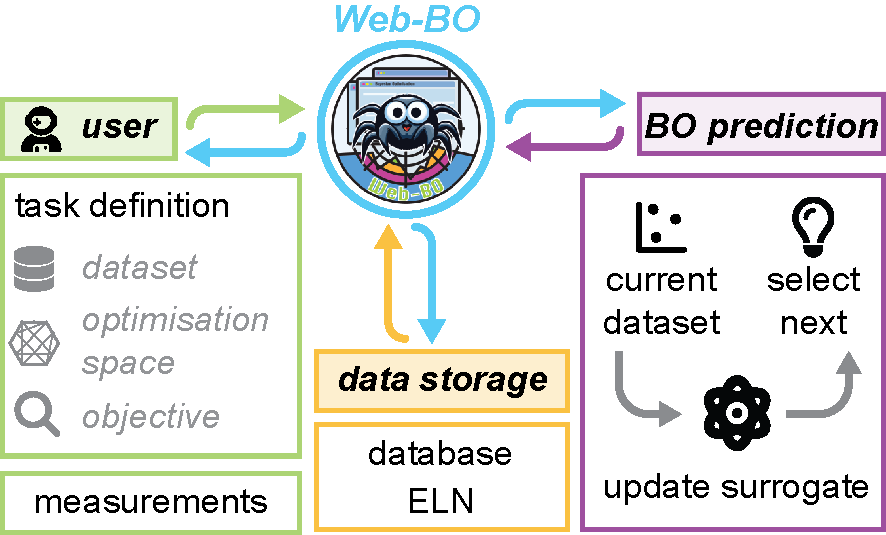 Web-BO
user
BO prediction
Web-BO
task definition
dataset
optimisation
space
objective
measurements
data storage
database
ELN
current
dataset
select
next
update surrogate